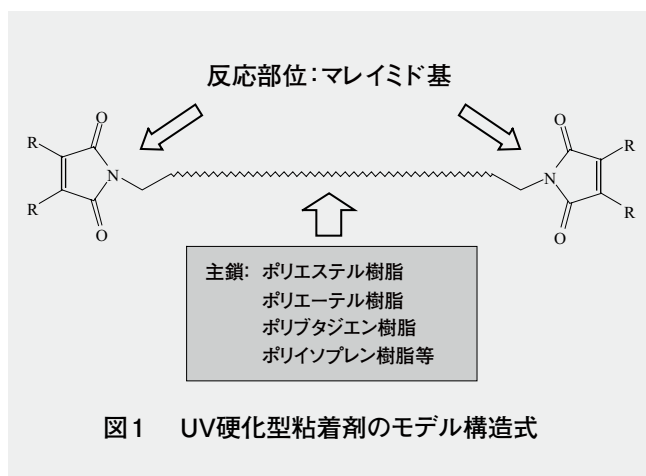 反応部位：マレイミド基
O
R
N
R
O
O
R
N
R
O
主鎖：ポリエステル樹脂
ポリエーテル樹脂
ポリブタジエン樹脂
ポリイソプレン樹脂等
図1　UV硬化型粘着剤のモデル構造式